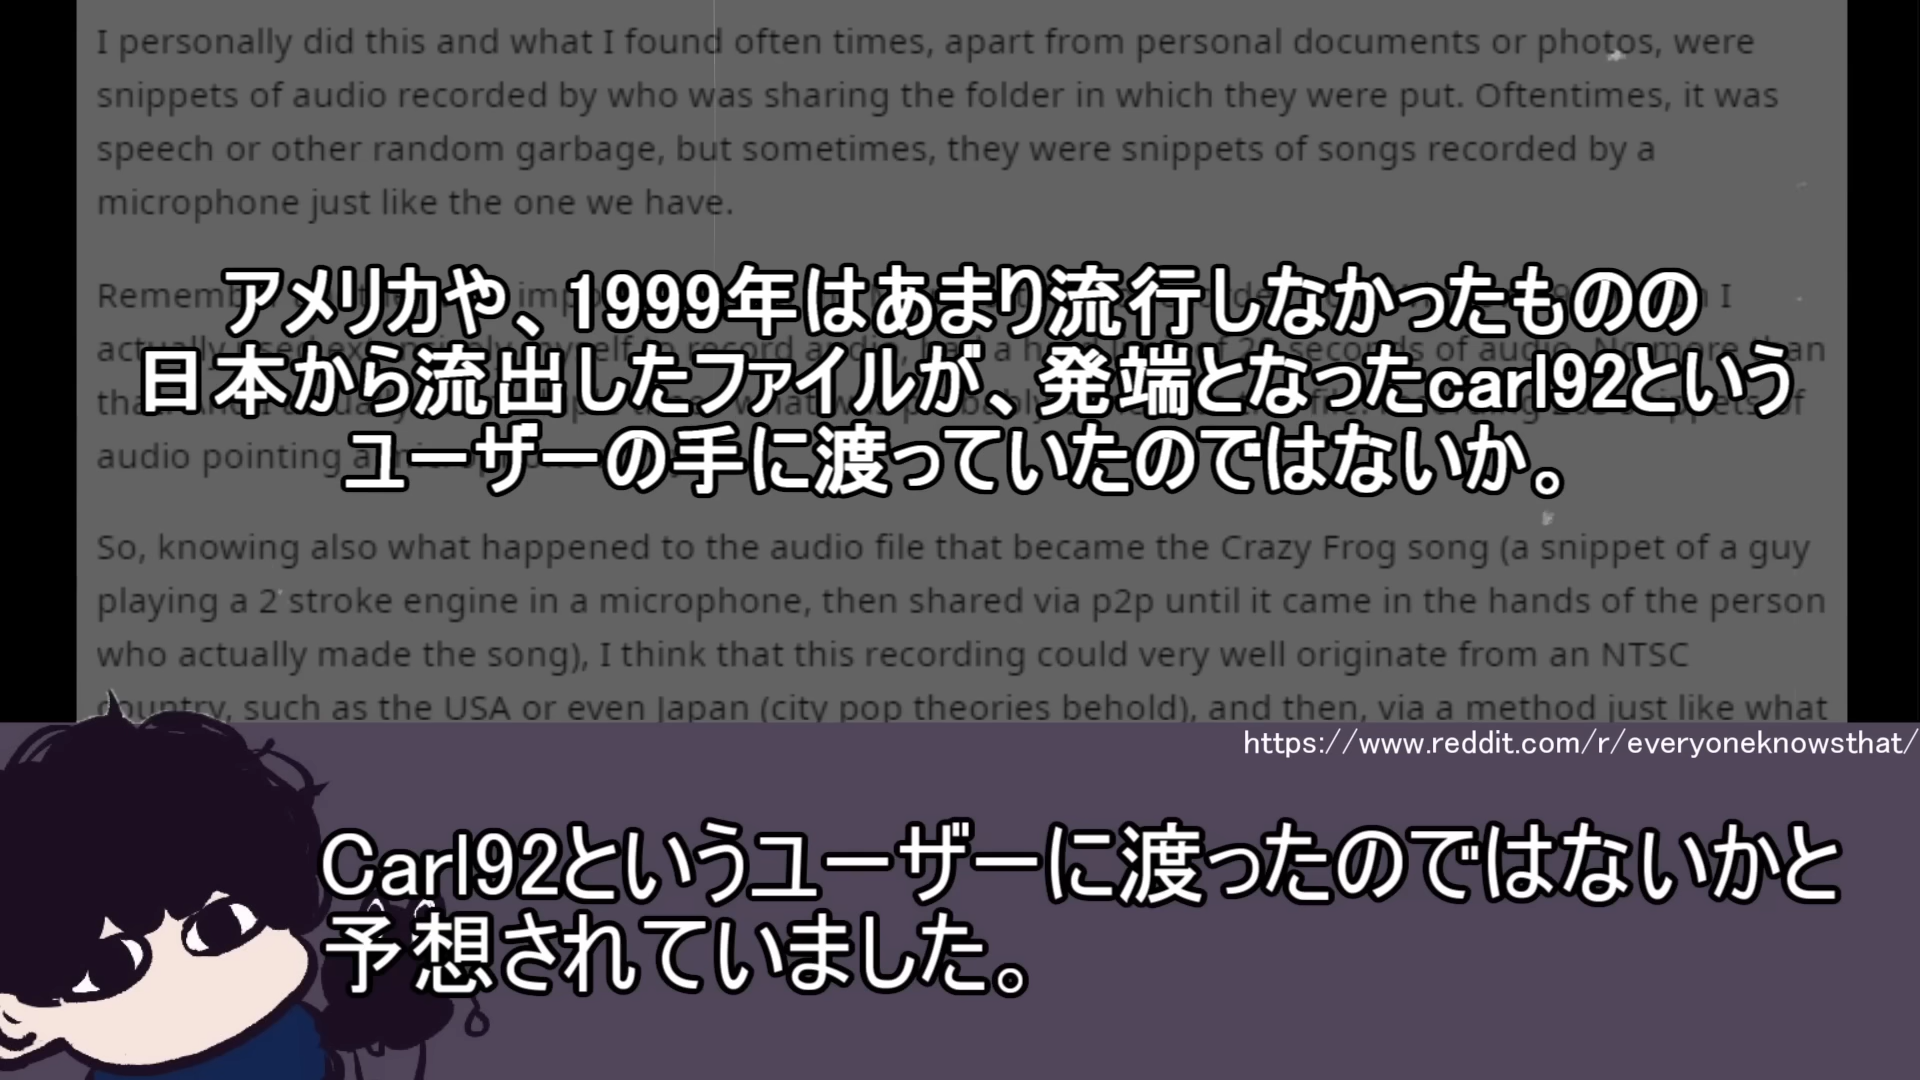 I personally did this and what I found often times, apart from personal documents or photos, were
snippets of audio recorded by who was sharing the folder in which they were put. Oftentimes, it was
speech or other random garbage, but sometimes, they were snippets of songs recorded by a
microphone just like the one we have.
アメリカや、1999年はあまり流行しなかったものの
日本から流出したファイルが、発端となったcarl92という
ユーザーの手に渡っていたのではないか。
audio pointing
So, knowing also what happened to the audio file that became the Crazy Frog song (a snippet of a guy
playing a 2 stroke engine in a microphone, then shared via p2p until it came in the hands of the person
who actually made the song), I think that this recording could very well originate from an NTSC
country, such as the USA or even Japan (city pop theories behold), and then, via a method just like what
https://www.reddit.com/r/everyoneknowsthat/
Carl92というユーザーに渡ったのではないかと
予想されていました。